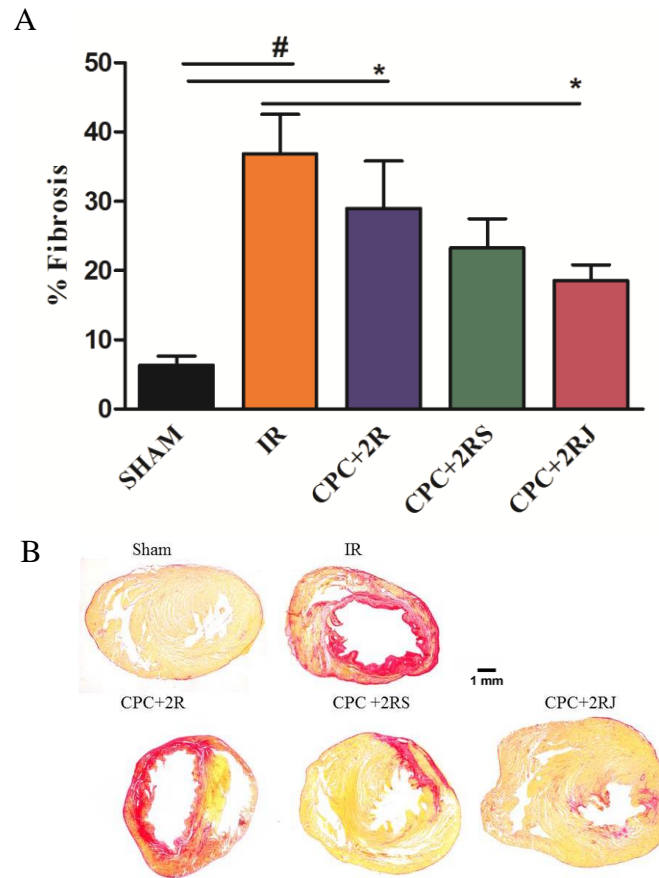 A
#
*
*
50
40
30
20
10
0
% Fibrosis
SHAM
IR
CPC+2R
CPC+2RS
CPC+2RJ
B
Sham
IR
1 mm
CPC+2R
CPC +2RS
CPC+2RJ